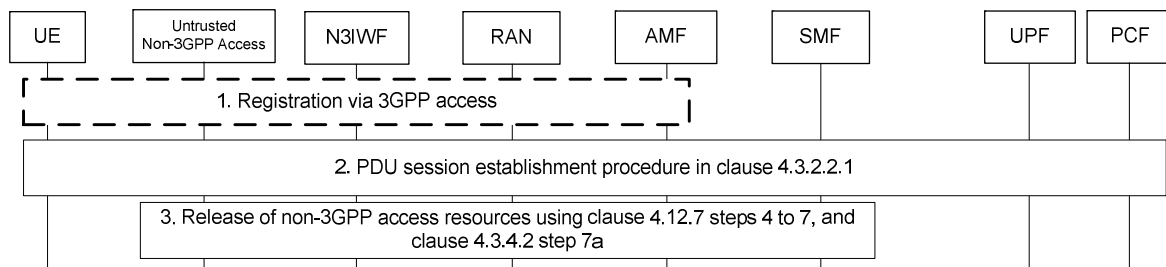 UE
Untrusted
Non-3GPP Access
N3IWF
RAN
AMF
SMF
UPF
PCF
1. Registration via 3GPP access
2. PDU session establishment procedure in clause 4.3.2.2.1
3. Release of non-3GPP access resources using clause 4.12.7 steps 4 to 7, and
clause 4.3.4.2 step 7a